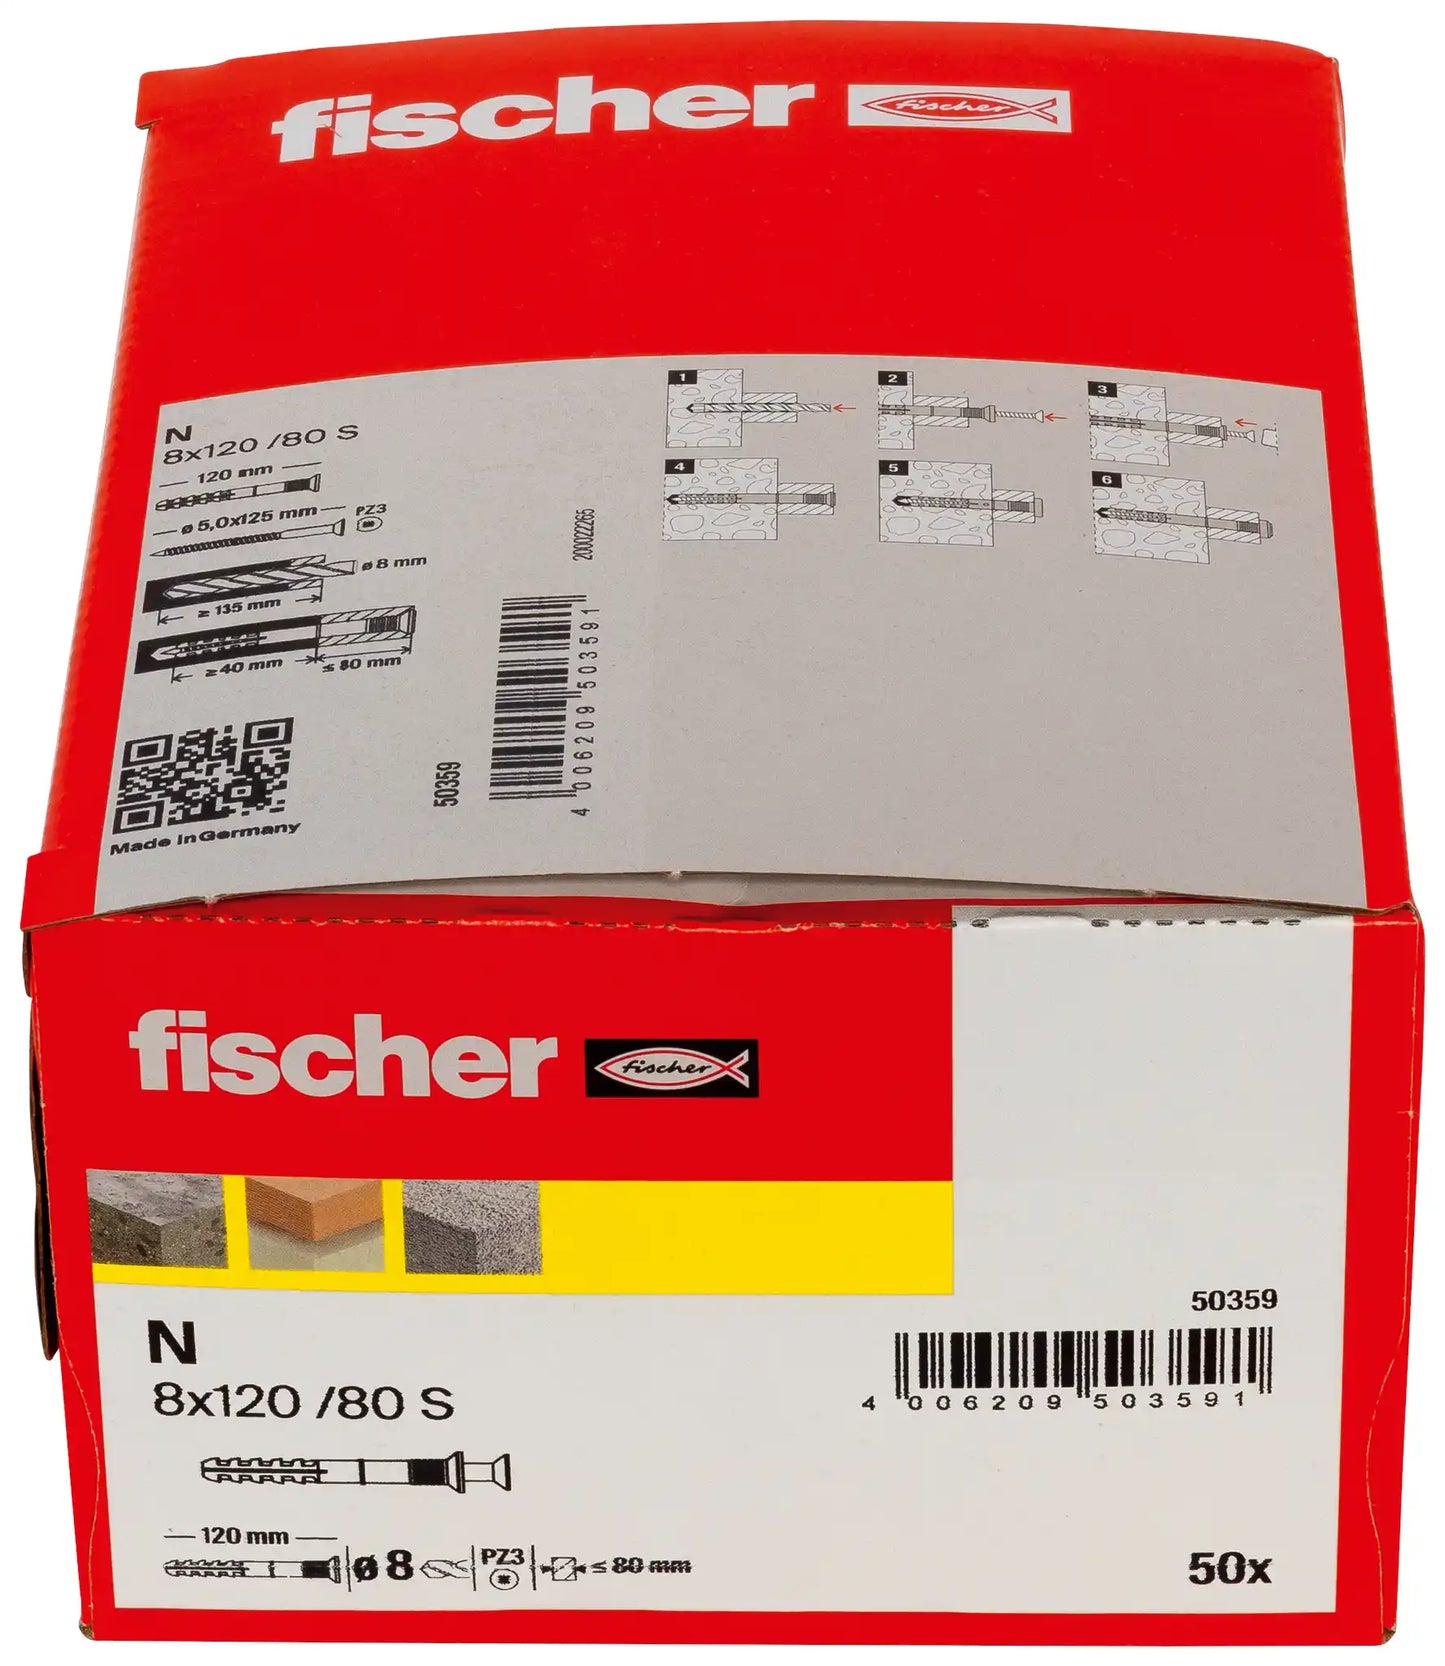 fischer fischer
N
8x120 /80 S
120 mm
ø 5,0x125 mm PZ3
ø 8 mm
≥ 135 mm
≥ 40 mm ≤ 80 mm
Made in Germany
50359
4 006209 503591
200022265
1 2 3
4 5 6
fischer fischer
N
8x120 /80 S
50359
4 006209 503591
120 mm
ø 8 PZ3 ≤ 80 mm
50x